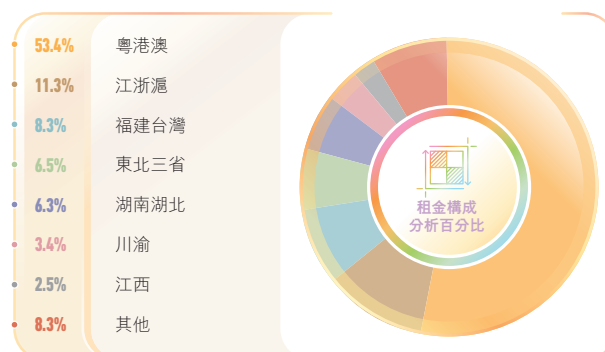 53.4% 粵港澳
11.3% 江浙滬
8.3% 福建台灣
6.5% 東北三省
6.3% 湖南湖北
3.4% 川渝
2.5% 江西
8.3% 其他
租金構成
分析百分比